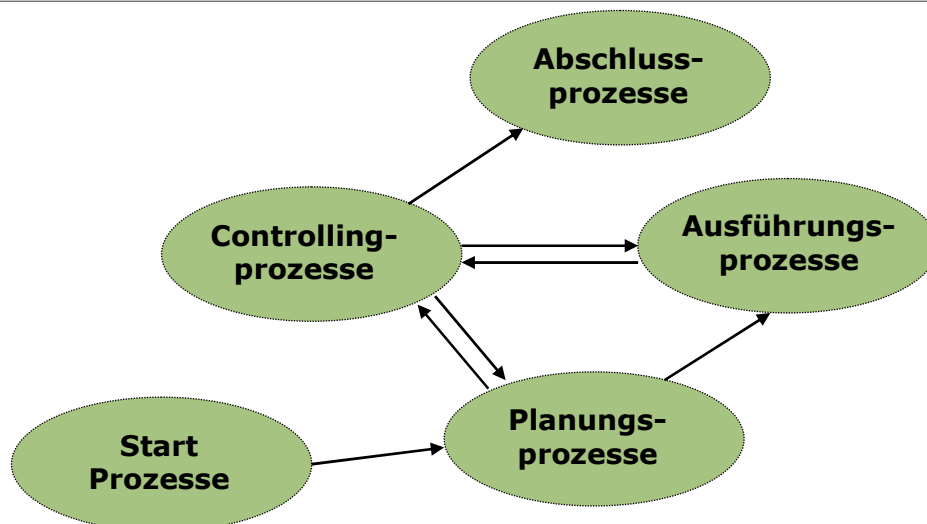 Abschluss-
prozesse
Controlling-
prozesse
Ausführungs-
prozesse
Planungs-
prozesse
Start
Prozesse